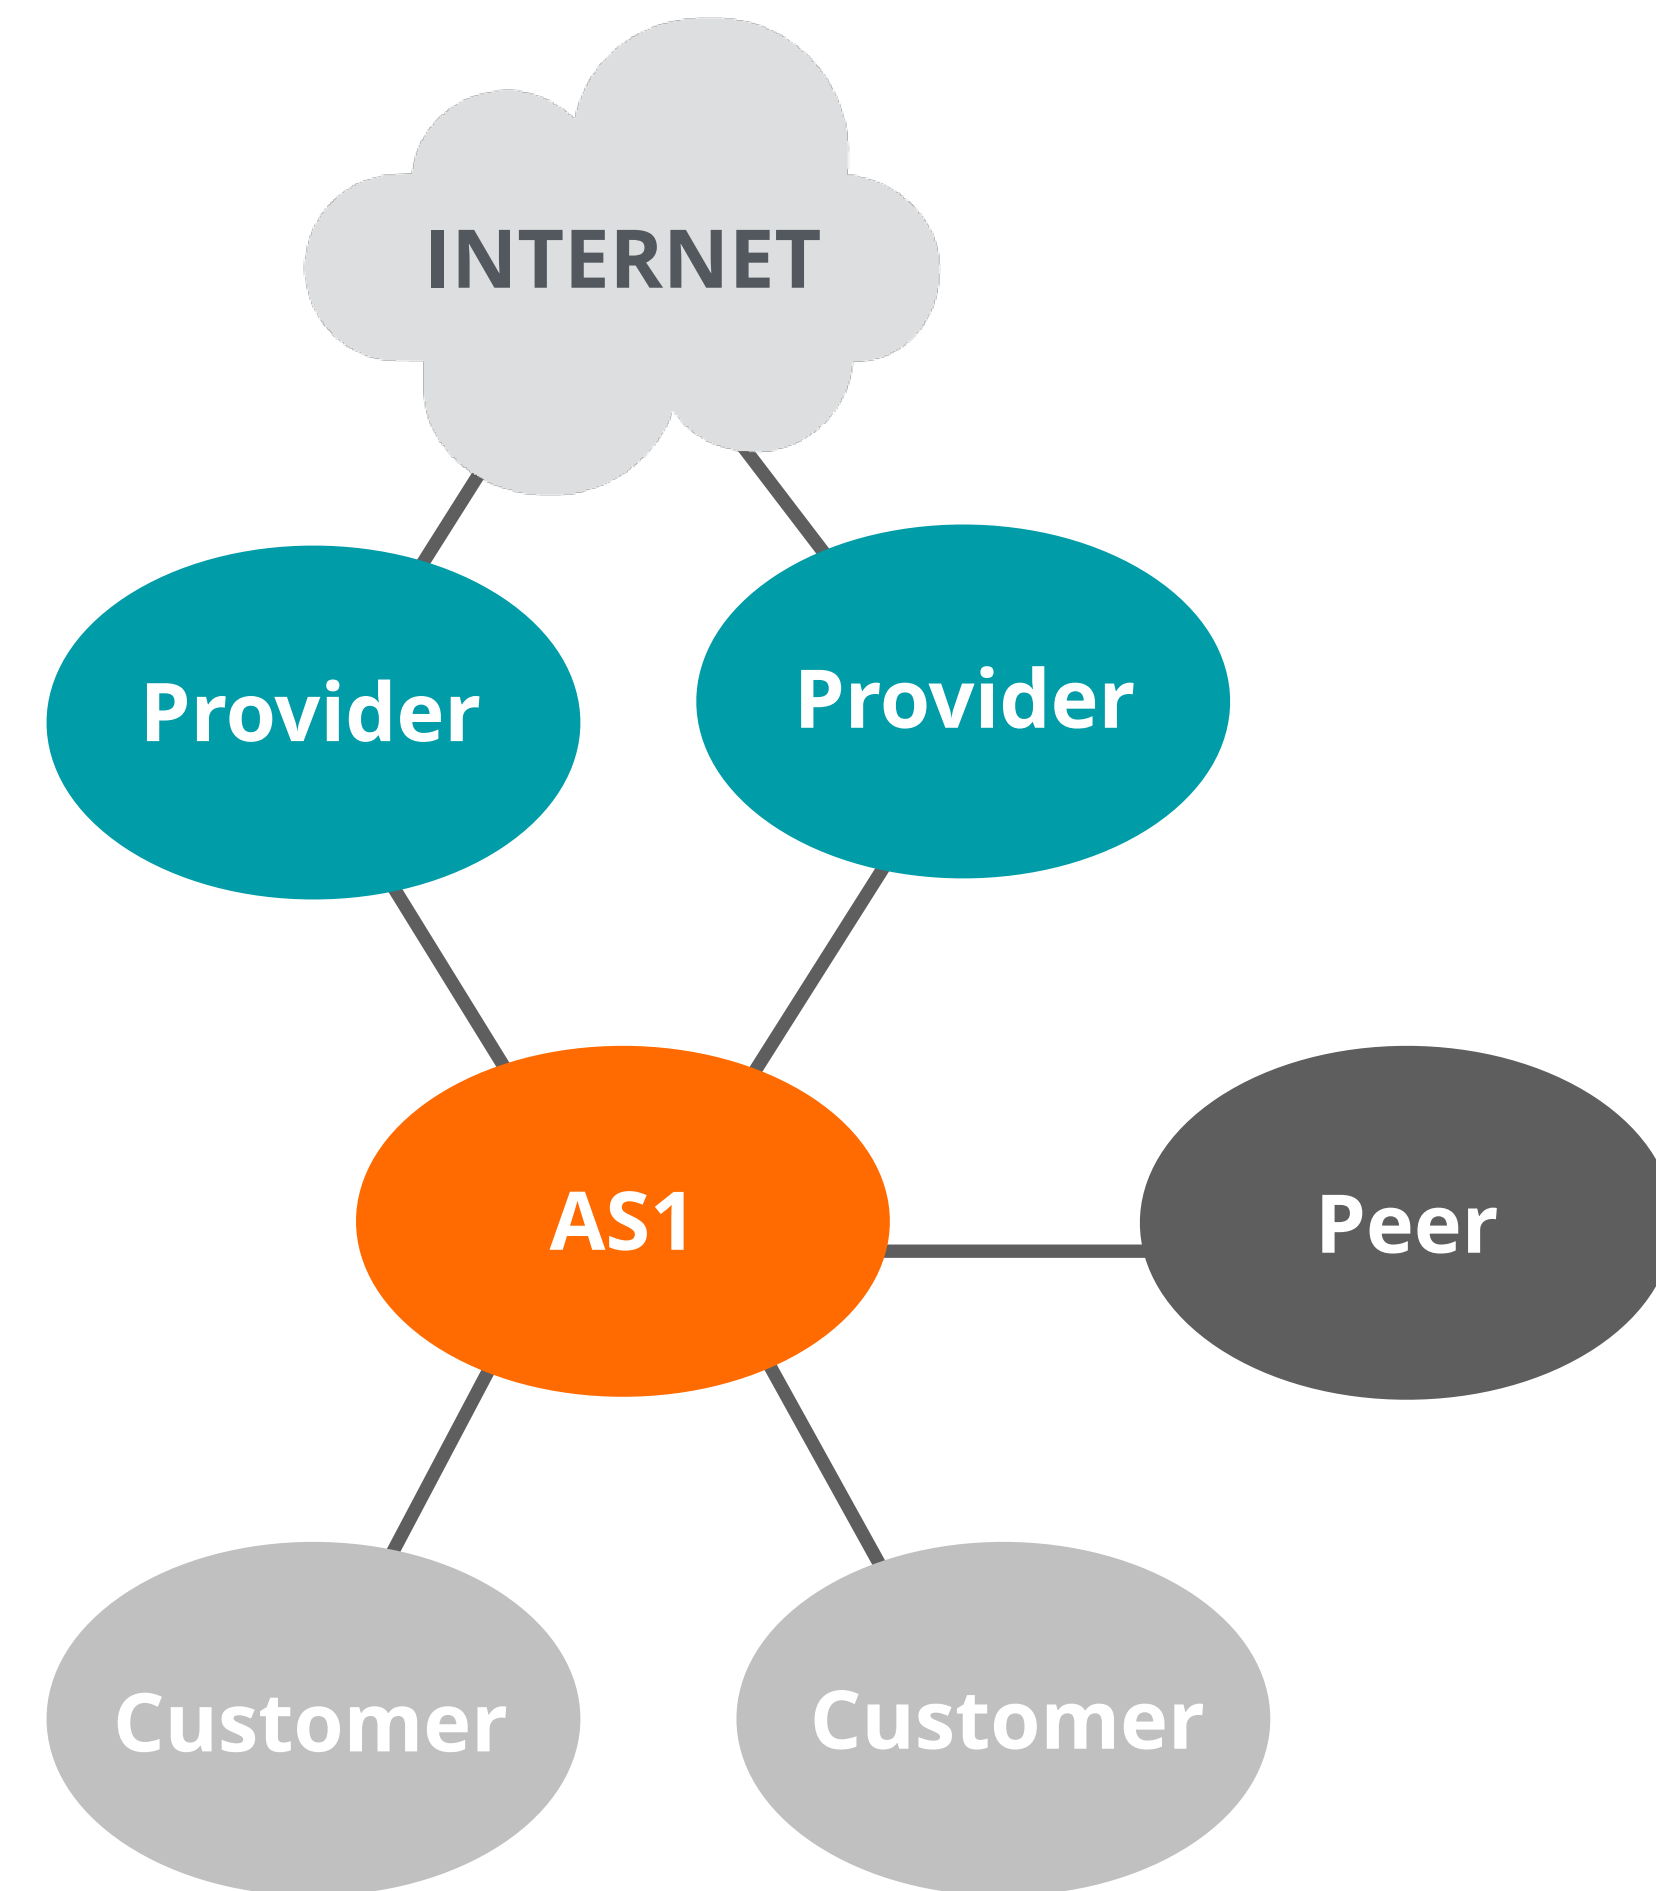 INTERNET
Provider
Provider
AS1
Peer
Customer
Customer